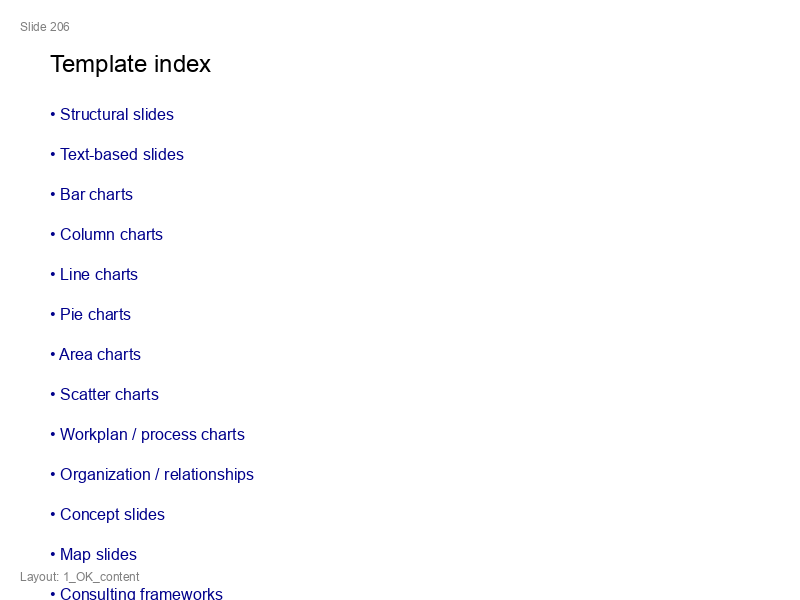 Slide 206
Template index
• Structural slides
• Text-based slides
• Bar charts
• Column charts
• Line charts
• Pie charts
• Area charts
• Scatter charts
• Workplan / process charts
• Organization / relationships
• Concept slides
• Map slides
Layout: 1_OK_content
• Consulting frameworks